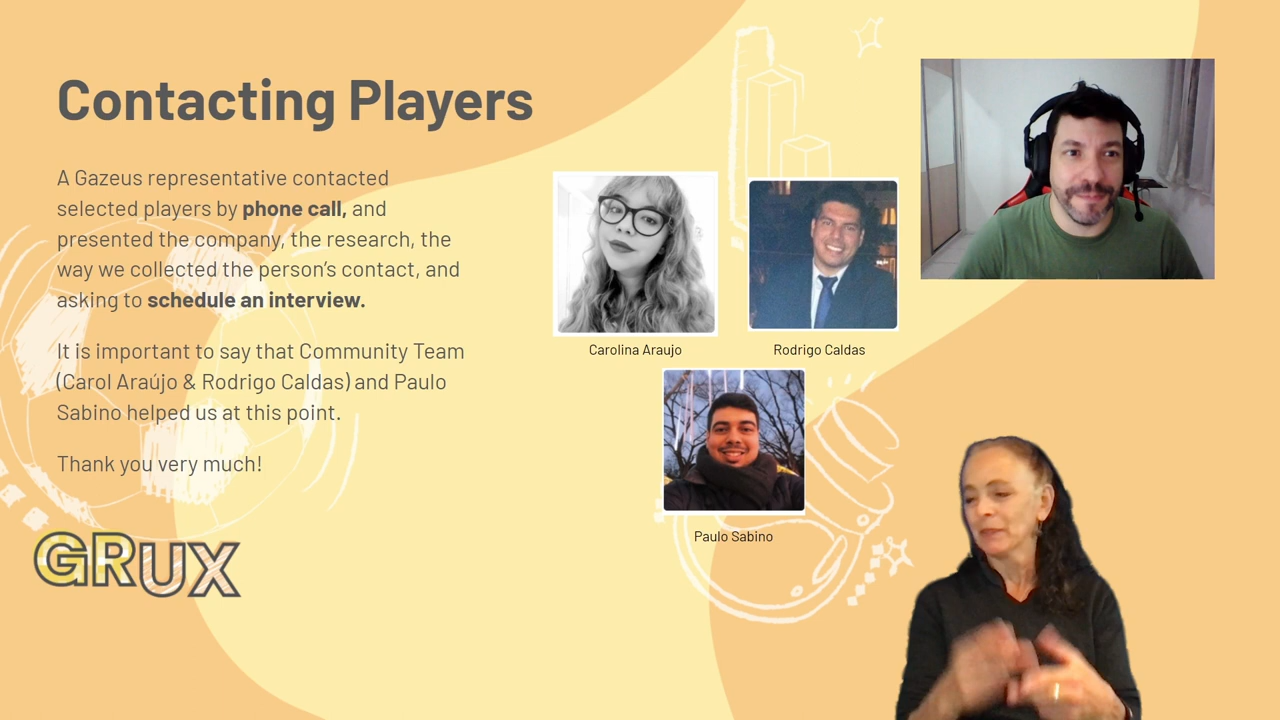 Contacting Players
A Gazeus representative contacted
selected players by phone call, and
presented the company, the research, the
way we collected the person’s contact, and
asking to schedule an interview.
It is important to say that Community Team
(Carol Araújo & Rodrigo Caldas) and Paulo
Sabino helped us at this point.
Thank you very much!
Carolina Araujo
Rodrigo Caldas
Paulo Sabino
GRUX